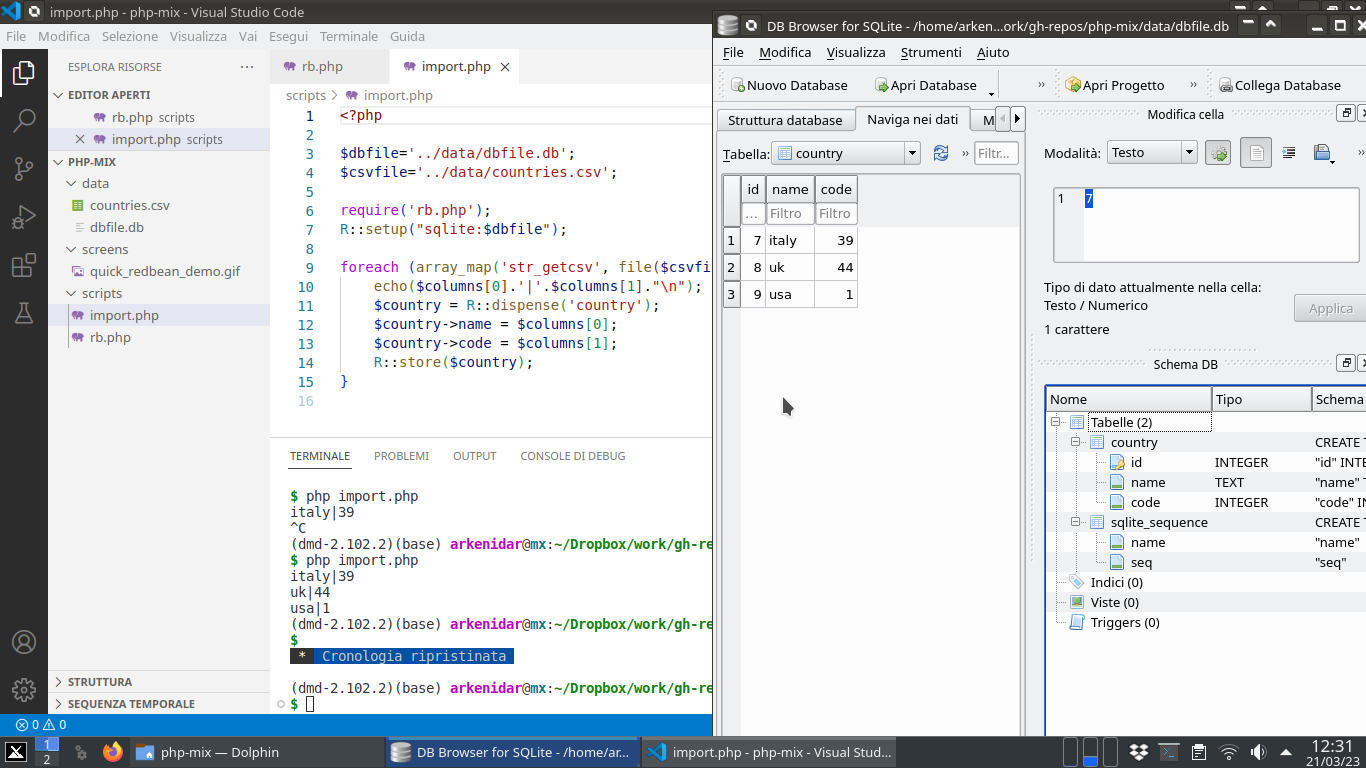 import.php - php-mix - Visual Studio Code
File Modifica Selezione Visualizza Vai Esegui Terminale Guida
ESPLORA RISORSE ···
EDITOR APERTI
rb.php scripts
import.php scripts
PHP-MIX
data
countries.csv
dbfile.db
screens
quick_redbean_demo.gif
scripts
import.php
rb.php
STRUTTURA
SEQUENZA TEMPORALE
rb.php import.php
scripts > import.php
1 <?php
2
3 $dbfile='../data/dbfile.db';
4 $csvfile='../data/countries.csv';
5
6 require('rb.php');
7 R::setup("sqlite:$dbfile");
8
9 foreach (array_map('str_getcsv', file($csvfi
10 echo($columns[0].'|'.$columns[1]."\n");
11 $country = R::dispense('country');
12 $country->name = $columns[0];
13 $country->code = $columns[1];
14 R::store($country);
15 }
16
TERMINALE PROBLEMI OUTPUT CONSOLE DI DEBUG
$ php import.php
italy|39
^C
(dmd-2.102.2)(base) arkenidar@mx:~/Dropbox/work/gh-re
$ php import.php
italy|39
uk|44
usa|1
(dmd-2.102.2)(base) arkenidar@mx:~/Dropbox/work/gh-re
$
* Cronologia ripristinata
(dmd-2.102.2)(base) arkenidar@mx:~/Dropbox/work/gh-re
$
0 0
DB Browser for SQLite - /home/arken...ork/gh-repos/php-mix/data/dbfile.db
File Modifica Visualizza Strumenti Aiuto
Nuovo Database Apri Database » Apri Progetto » Collega Database
Struttura database Naviga nei dati M
Tabella: country » Filtr...
id name code
... Filtro Filtro
1 7 italy 39
2 8 uk 44
3 9 usa 1
Modifica cella
Modalità: Testo »
1 7
Tipo di dato attualmente nella cella:
Testo / Numerico
1 carattere
Applica
Schema DB
Nome Tipo Schema
Tabelle (2)
country CREATE T
id INTEGER "id" INTE
name TEXT "name" T
code INTEGER "code" IN
sqlite_sequence CREATE T
name "name"
seq "seq"
Indici (0)
Viste (0)
Triggers (0)
1
2
php-mix — Dolphin
DB Browser for SQLite - /home/ar...
import.php - php-mix - Visual Stud...
12:31
21/03/23